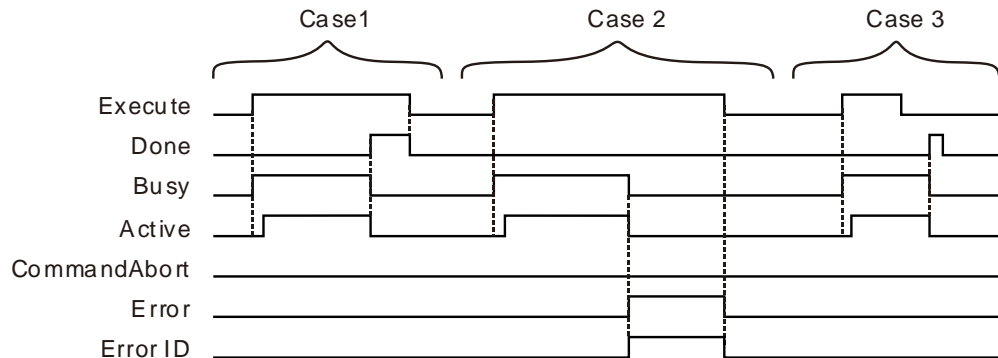 Case1 Case 2 Case 3
Execute
Done
Busy
Active
CommandAbort
Error
Error ID